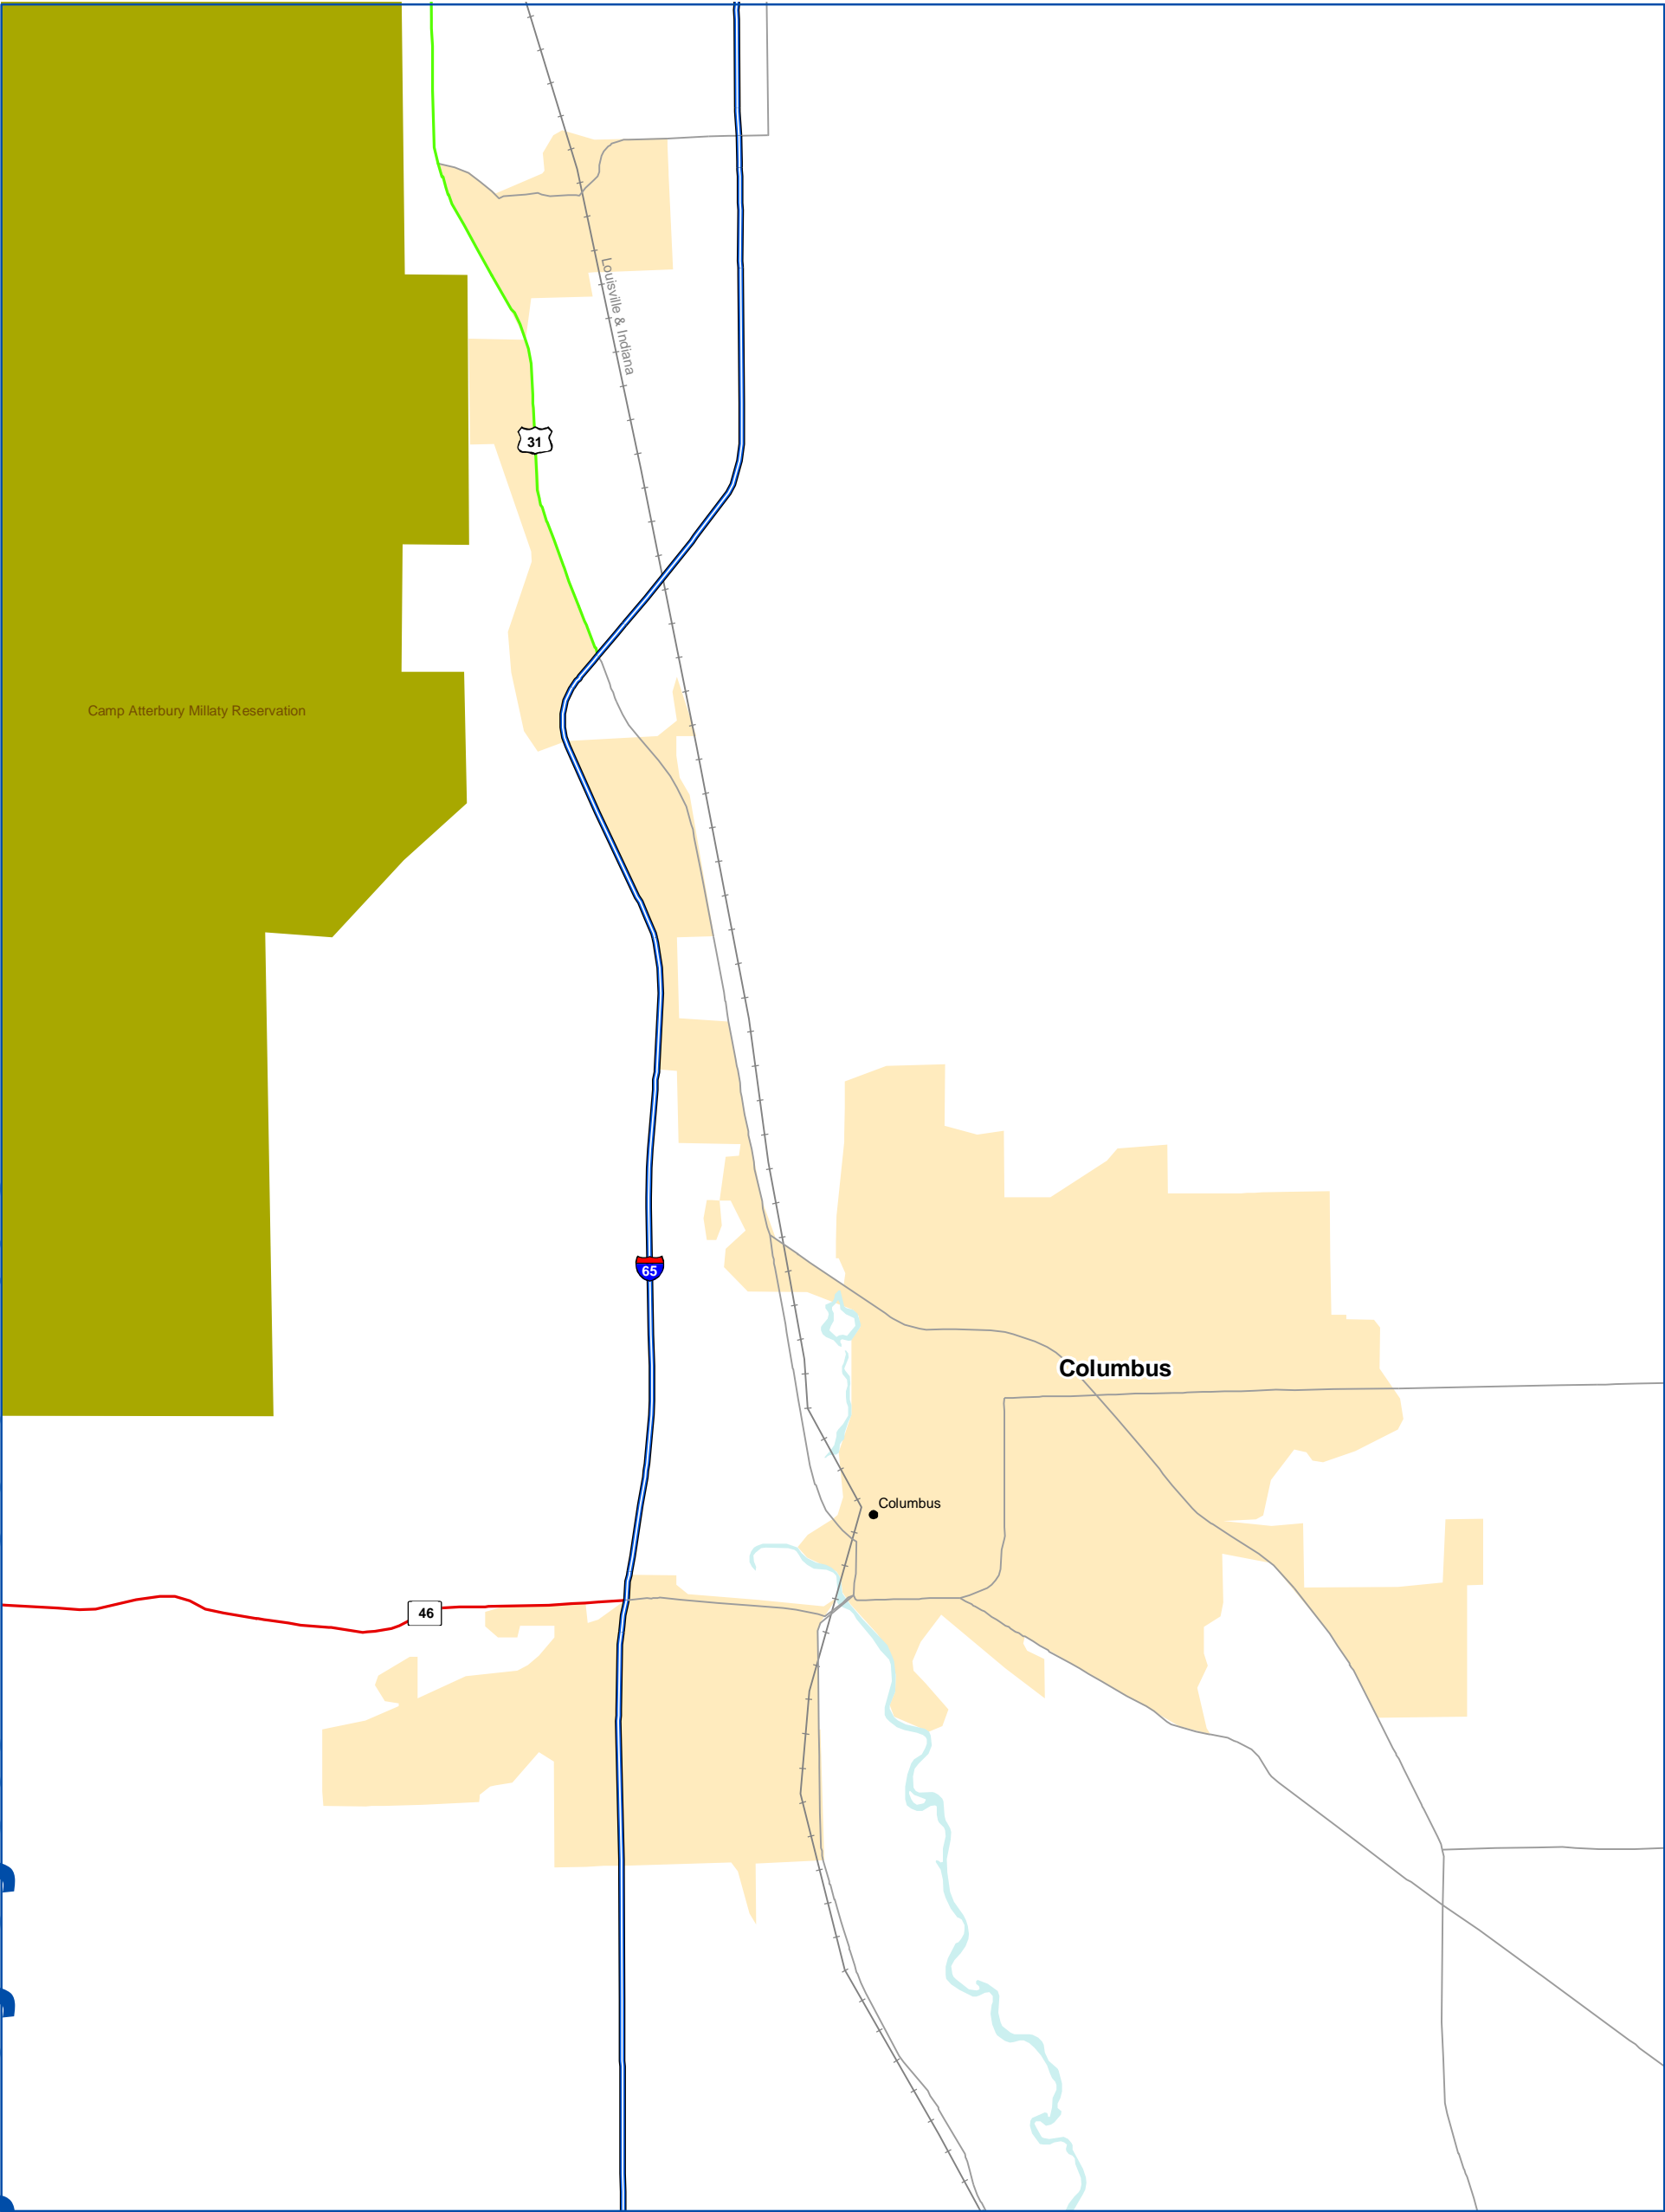 Louisville & Indiana
31
Camp Atterbury Millaty Reservation
65
Columbus
Columbus
46